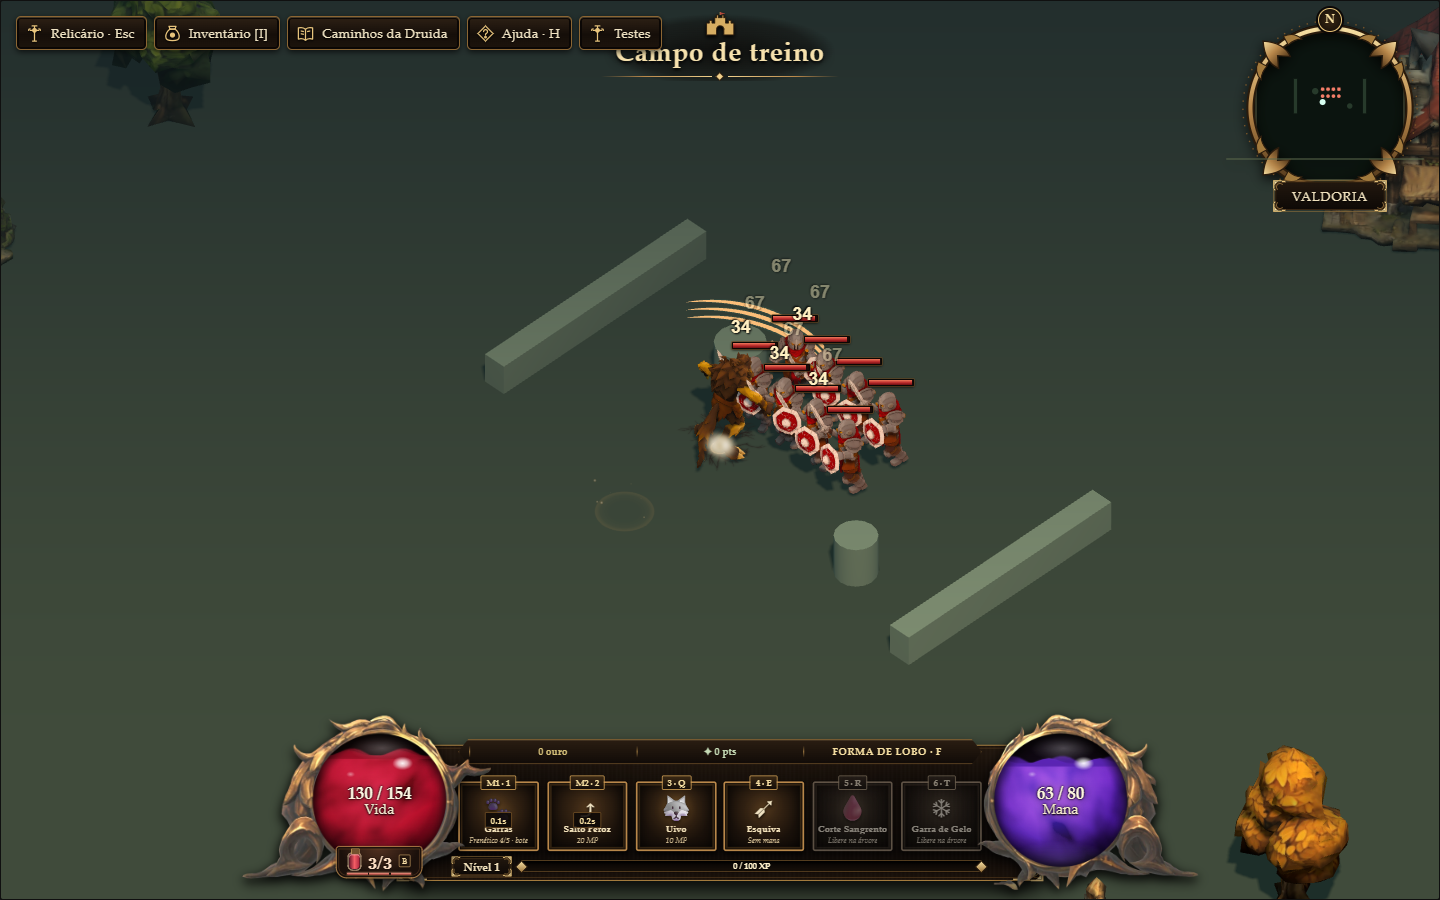 Relicário · Esc
Inventário [I]
Caminhos da Druida
Ajuda · H
Testes
Campo de treino
N
VALDORIA
67
67
67
34
34
67
34
67
34
0 ouro
0 pts
FORMA DE LOBO · F
M1 · 1
M2 · 2
3 · Q
4 · E
5 · R
6 · T
0.1s
0.2s
Garras
Salto Feroz
Uivo
Esquiva
Corte Sangrento
Garra de Gelo
Frenético 4/5 · bote
20 MP
10 MP
Sem mana
Libere na árvore
Libere na árvore
130 / 154
Vida
63 / 80
Mana
3/3
B
Nível 1
0 / 100 XP